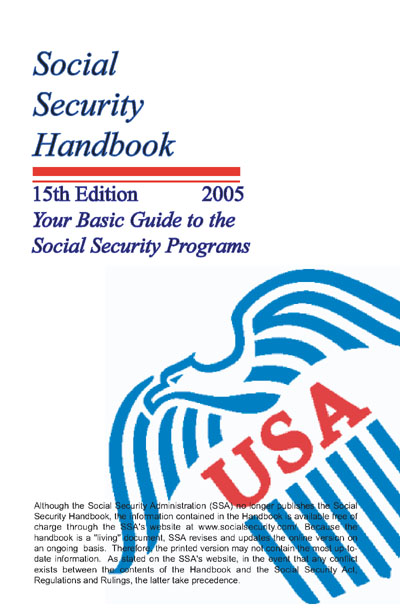 Social
Security
Handbook
15th Edition 2005
Your Basic Guide to the
Social Security Programs
USA
Although the Social Security Administration (SSA) no longer publishes the Social
Security Handbook, the information contained in the Handbook is available free of
charge through the SSA's website at www.socialsecurity.com/. Because the
handbook is a "living" document, SSA revises and updates the online version on
an ongoing basis. Therefore, the printed version may not contain the most up-to-
date information. As stated on the SSA's website, in the event that any conflict
exists between the contents of the Handbook and the Social Security Act,
Regulations and Rulings, the latter take precedence.